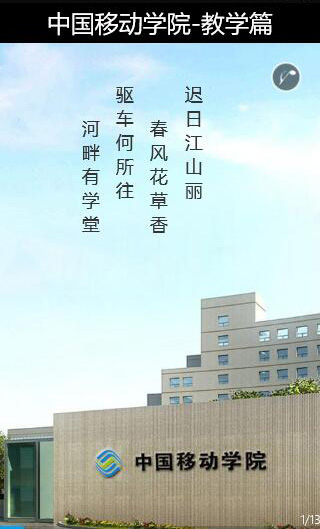 中国移动学院-教学篇
迟日江山丽
春风花草香
驱车何所往
河畔有学堂
中国移动学院
1/13